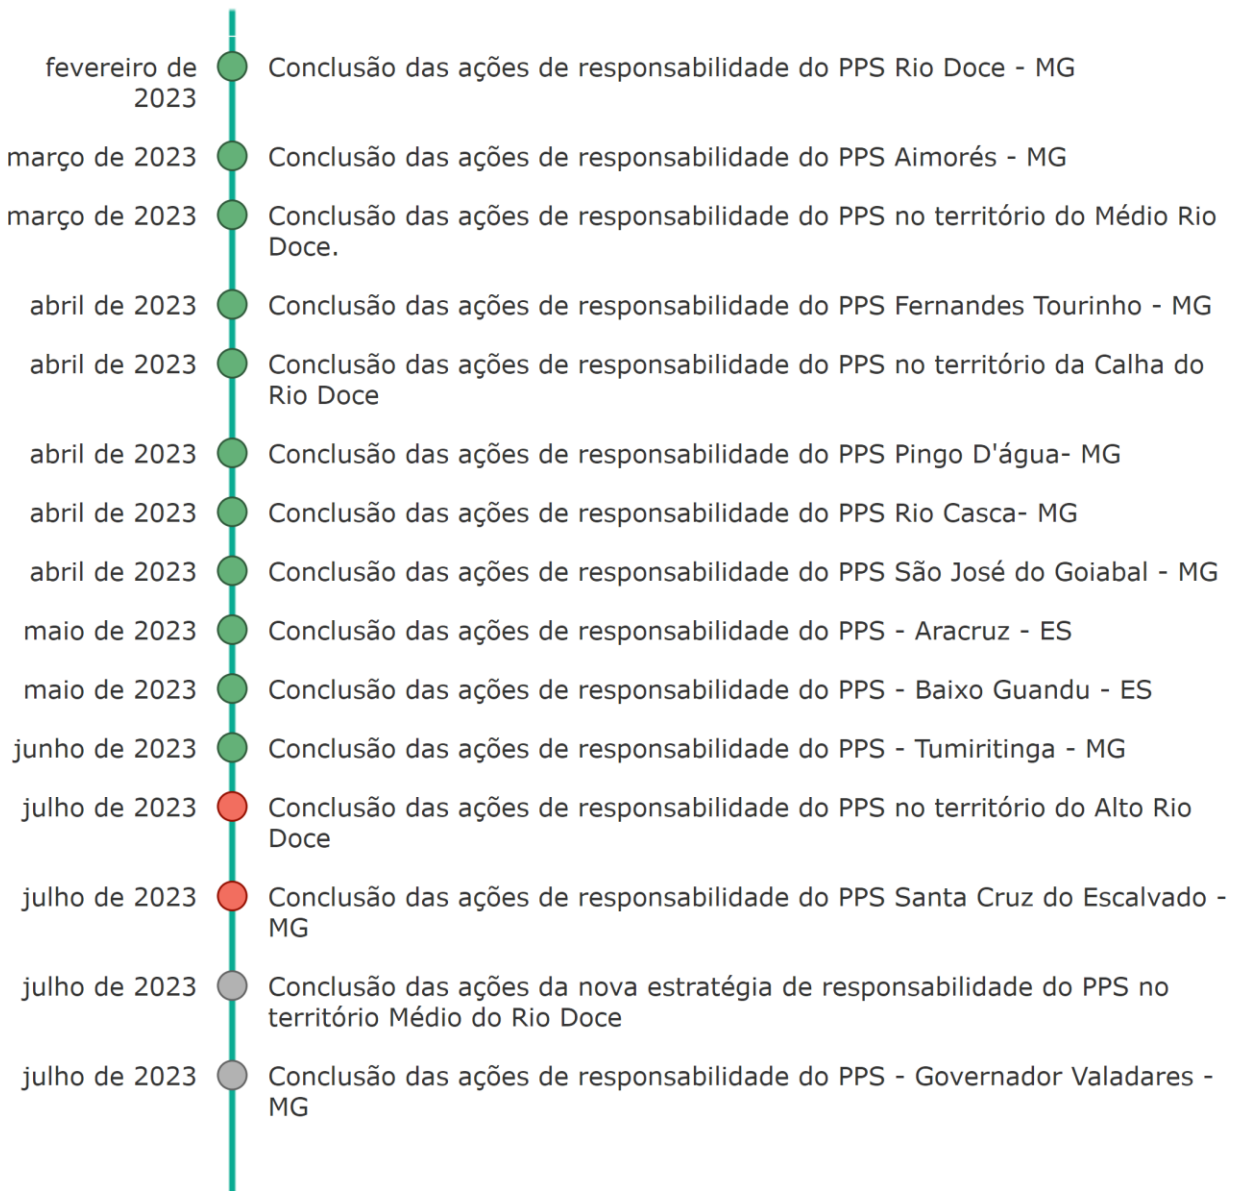 fevereiro de
2023
Conclusão das ações de responsabilidade do PPS Rio Doce - MG
março de 2023
Conclusão das ações de responsabilidade do PPS Aimorés - MG
março de 2023
Conclusão das ações de responsabilidade do PPS no território do Médio Rio
Doce.
abril de 2023
Conclusão das ações de responsabilidade do PPS Fernandes Tourinho - MG
abril de 2023
Conclusão das ações de responsabilidade do PPS no território da Calha do
Rio Doce
abril de 2023
Conclusão das ações de responsabilidade do PPS Pingo D'água- MG
abril de 2023
Conclusão das ações de responsabilidade do PPS Rio Casca- MG
abril de 2023
Conclusão das ações de responsabilidade do PPS São José do Goiabal - MG
maio de 2023
Conclusão das ações de responsabilidade do PPS - Aracruz - ES
maio de 2023
Conclusão das ações de responsabilidade do PPS - Baixo Guandu - ES
junho de 2023
Conclusão das ações de responsabilidade do PPS - Tumiritinga - MG
julho de 2023
Conclusão das ações de responsabilidade do PPS no território do Alto Rio
Doce
julho de 2023
Conclusão das ações de responsabilidade do PPS Santa Cruz do Escalvado -
MG
julho de 2023
Conclusão das ações da nova estratégia de responsabilidade do PPS no
território Médio do Rio Doce
julho de 2023
Conclusão das ações de responsabilidade do PPS - Governador Valadares -
MG